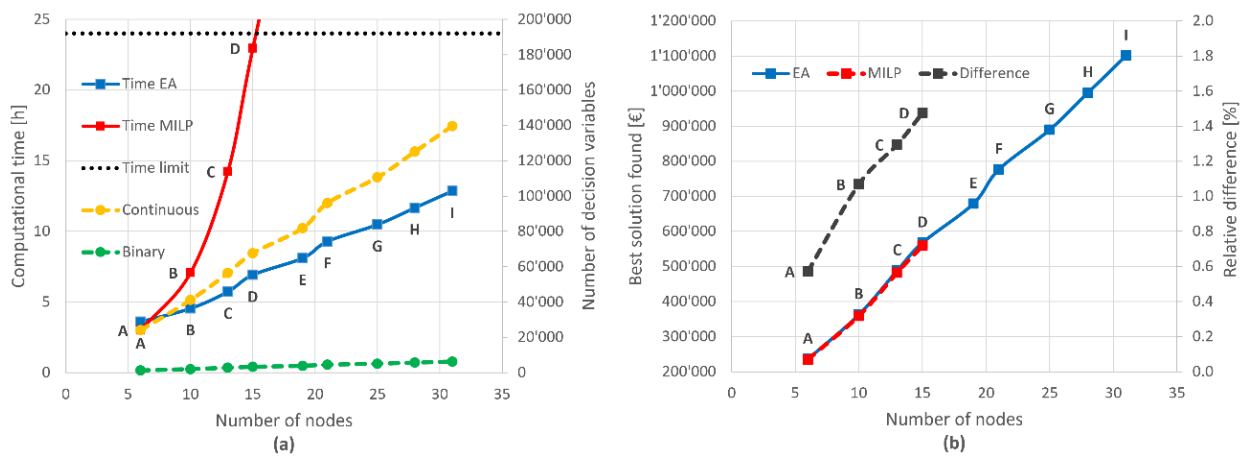 25
20
15
10
5
0
Computational time [h]
200'000
180'000
160'000
140'000
120'000
100'000
80'000
60'000
40'000
20'000
0
Number of decision variables
Time EA
Time MILP
Time limit
Continuous
Binary
A
B
C
D
A
B
C
D
E
F
G
H
I
0 5 10 15 20 25 30 35
Number of nodes
(a)
1'200'000
1'100'000
1'000'000
900'000
800'000
700'000
600'000
500'000
400'000
300'000
200'000
Best solution found [€]
2.0
1.8
1.6
1.4
1.2
1.0
0.8
0.6
0.4
0.2
0.0
Relative difference [%]
EA MILP Difference
A
B
C
D
A
B
C
D
E
F
G
H
I
0 5 10 15 20 25 30 35
Number of nodes
(b)